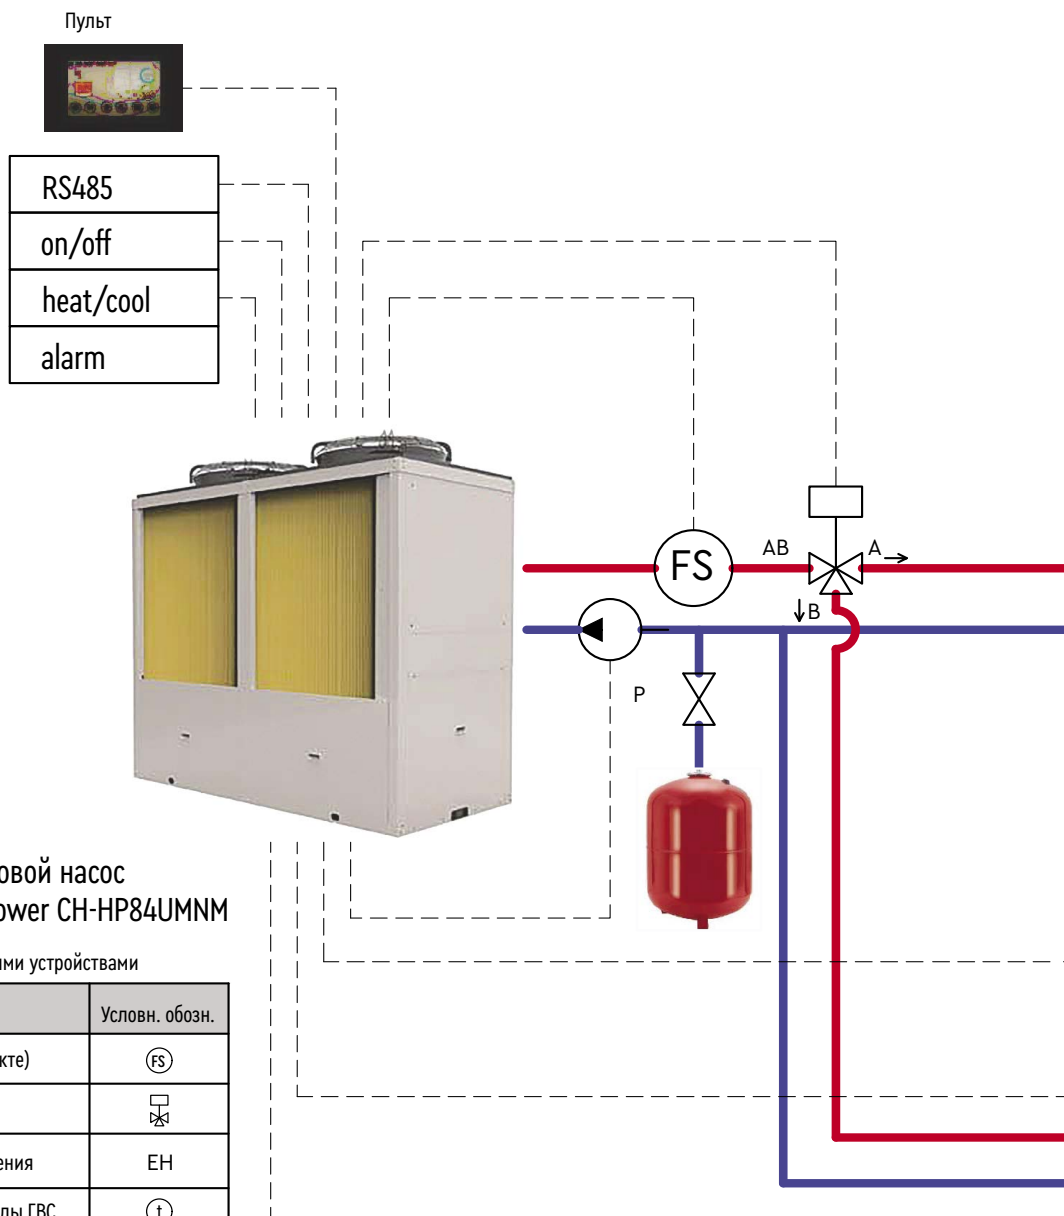 Пульт
RS485
on/off
heat/cool
alarm
FS
AB
A
B
P
овой насос
ower CH-HP84UMNM
ими устройствами
Условн. обозн.
кте)
FS
ения
EH
ды ГВС
t